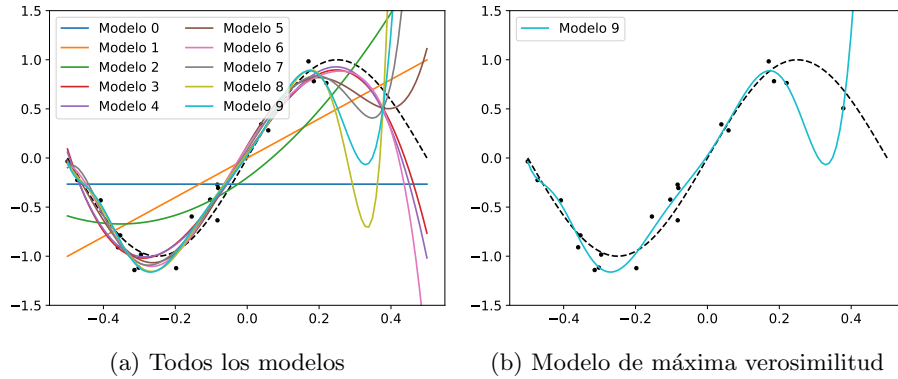 Modelo 0
Modelo 1
Modelo 2
Modelo 3
Modelo 4
Modelo 5
Modelo 6
Modelo 7
Modelo 8
Modelo 9
1.5
1.0
0.5
0.0
−0.5
−1.0
−1.5
−0.4 −0.2 0.0 0.2 0.4
(a) Todos los modelos
Modelo 9
1.5
1.0
0.5
0.0
−0.5
−1.0
−1.5
−0.4 −0.2 0.0 0.2 0.4
(b) Modelo de máxima verosimilitud